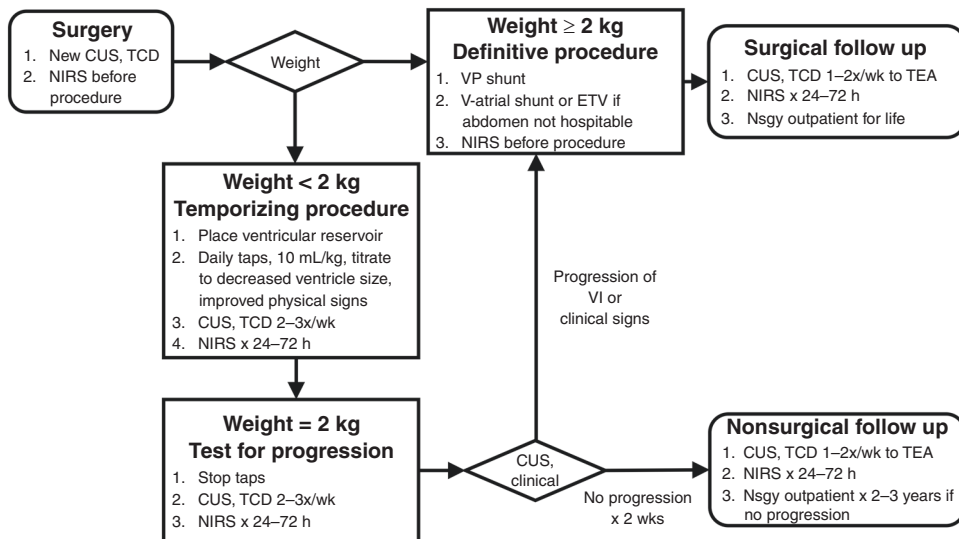 Surgery
1. New CUS, TCD
2. NIRS before
procedure
Weight
Weight ≥ 2 kg
Definitive procedure
1. VP shunt
2. V-atrial shunt or ETV if
abdomen not hospitable
3. NIRS before procedure
Surgical follow up
1. CUS, TCD 1–2x/wk to TEA
2. NIRS x 24–72 h
3. Nsgy outpatient for life
Weight < 2 kg
Temporizing procedure
1. Place ventricular reservoir
2. Daily taps, 10 mL/kg, titrate
to decreased ventricle size,
improved physical signs
3. CUS, TCD 2–3x/wk
4. NIRS x 24–72 h
Progression of
VI or
clinical signs
Weight = 2 kg
Test for progression
1. Stop taps
2. CUS, TCD 2–3x/wk
3. NIRS x 24–72 h
CUS,
clinical
No progression
x 2 wks
Nonsurgical follow up
1. CUS, TCD 1–2x/wk to TEA
2. NIRS x 24–72 h
3. Nsgy outpatient x 2–3 years if
no progression